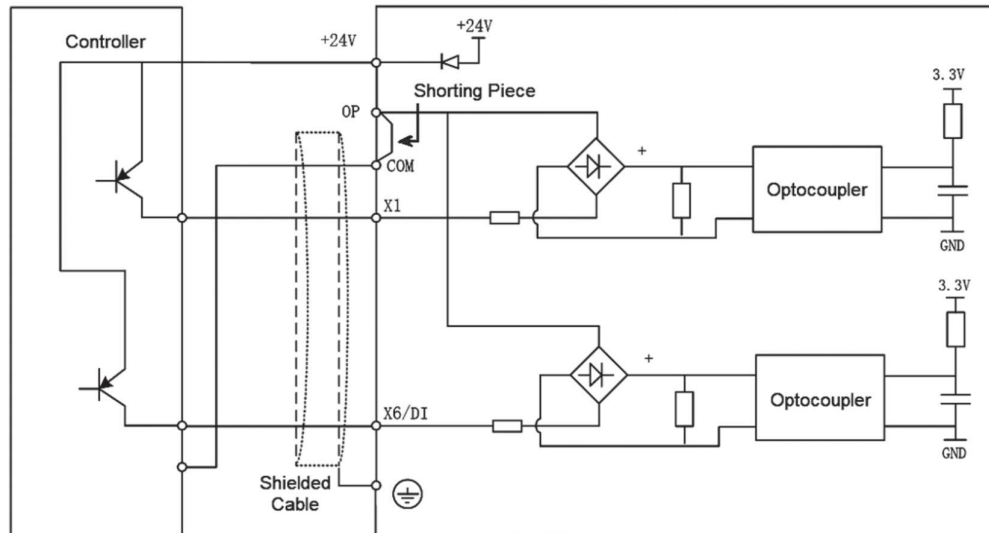 Controller
+24V
+24V
Shorting Piece
3.3V
OP
COM
+
Optocoupler
X1
GND
3.3V
+
Optocoupler
X6/DI
GND
Shielded
Cable